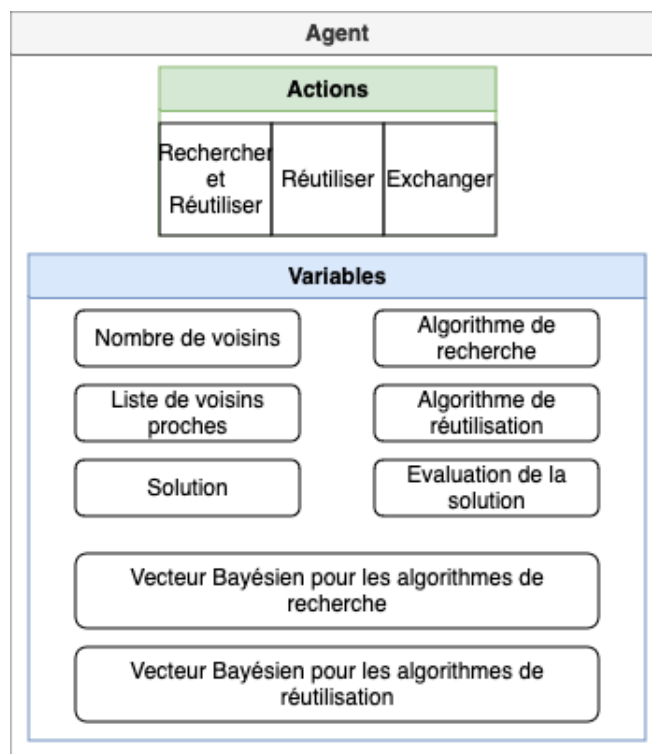 Agent
Actions
Rechercher
et
Réutiliser
Réutiliser
Exchanger
Variables
Nombre de voisins
Algorithme de
recherche
Liste de voisins
proches
Algorithme de
réutilisation
Solution
Evaluation de la
solution
Vecteur Bayésien pour les algorithmes de
recherche
Vecteur Bayésien pour les algorithmes de
réutilisation